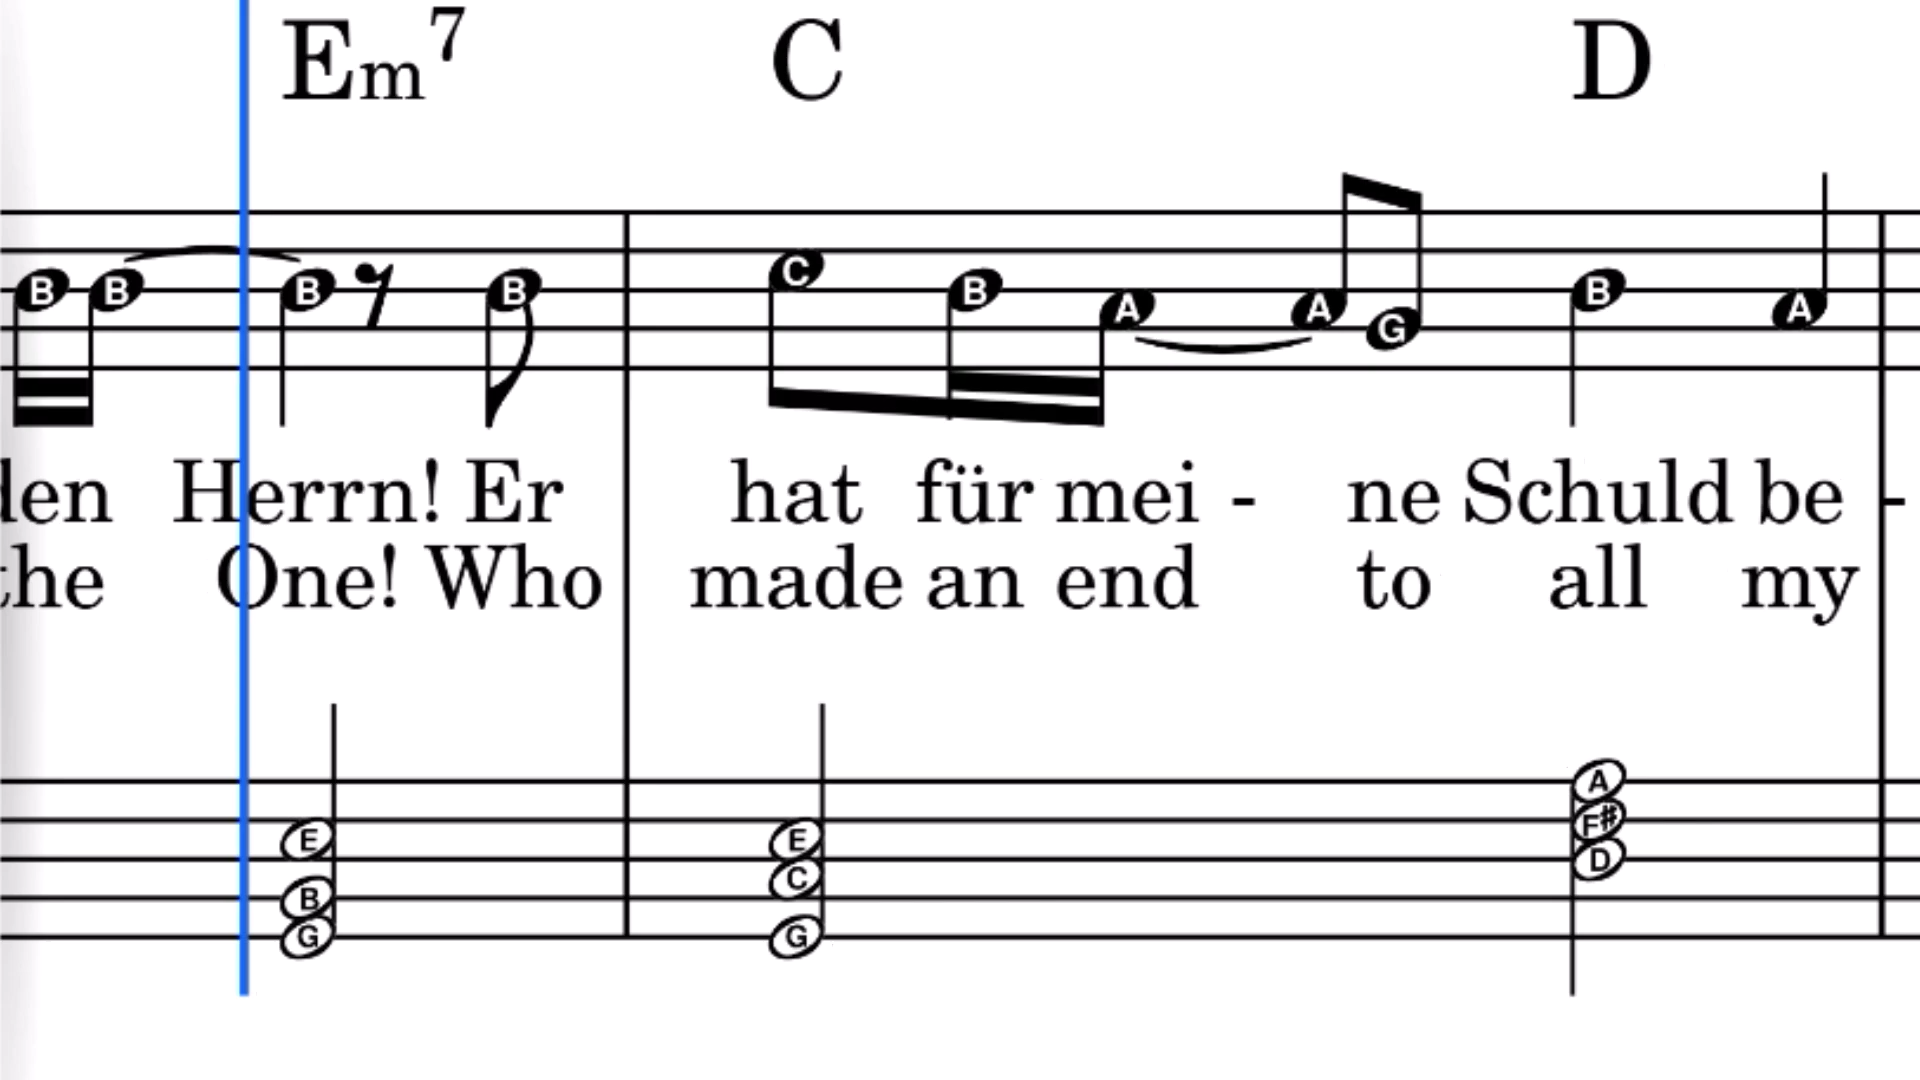 Em7 C D
B B B B C B A A G B A
den Herrn! Er hat für mei - ne Schuld be -
the One! Who made an end to all my
E E A
B C F# D
G G